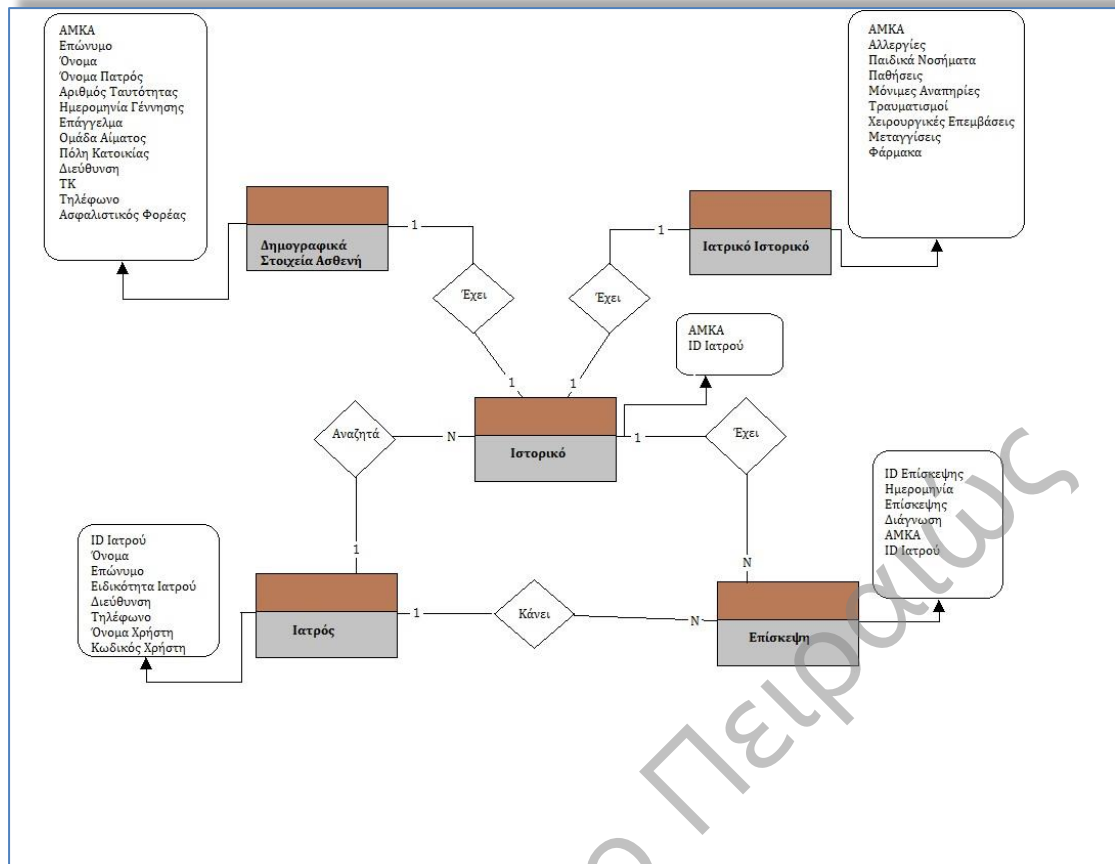 ΑΜΚΑ
Επώνυμο
Όνομα
Όνομα Πατρός
Αριθμός Ταυτότητας
Ημερομηνία Γέννησης
Επάγγελμα
Ομάδα Αίματος
Πόλη Κατοικίας
Διεύθυνση
ΤΚ
Τηλέφωνο
Ασφαλιστικός Φορέας
ΑΜΚΑ
Αλλεργίες
Παιδικά Νοσήματα
Παθήσεις
Μόνιμες Αναπηρίες
Τραυματισμοί
Χειρουργικές Επεμβάσεις
Μεταγγίσεις
Φάρμακα
Δημογραφικά
Στοιχεία Ασθενή
1
1
Ιατρικό Ιστορικό
Έχει
Έχει
ΑΜΚΑ
ID Ιατρού
1
1
Αναζητά
N
Ιστορικό
1
Έχει
ID Επίσκεψης
Ημερομηνία
Επίσκεψης
Διάγνωση
ΑΜΚΑ
ID Ιατρού
ID Ιατρού
Όνομα
Επώνυμο
Ειδικότητα Ιατρού
Διεύθυνση
Τηλέφωνο
Όνομα Χρήστη
Κωδικός Χρήστη
1
N
Ιατρός
1
Κάνει
N
Επίσκεψη
ο Πειραιώς